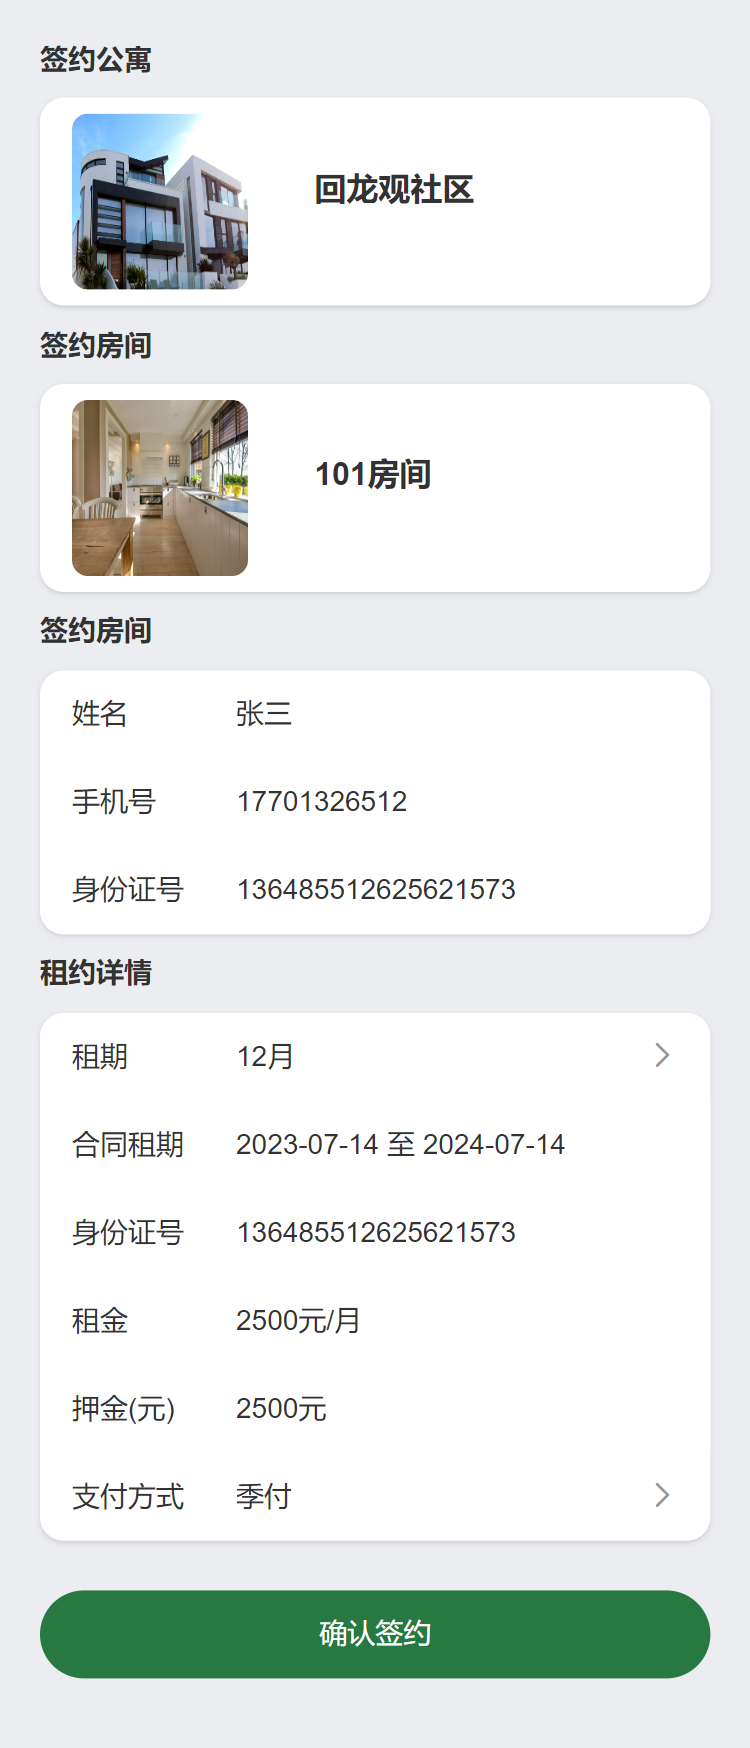 签约公寓
回龙观社区
签约房间
101房间
签约房间
姓名 张三
手机号 17701326512
身份证号 136485512625621573
租约详情
租期 12月
合同租期 2023-07-14 至 2024-07-14
身份证号 136485512625621573
租金 2500元/月
押金(元) 2500元
支付方式 季付
确认签约